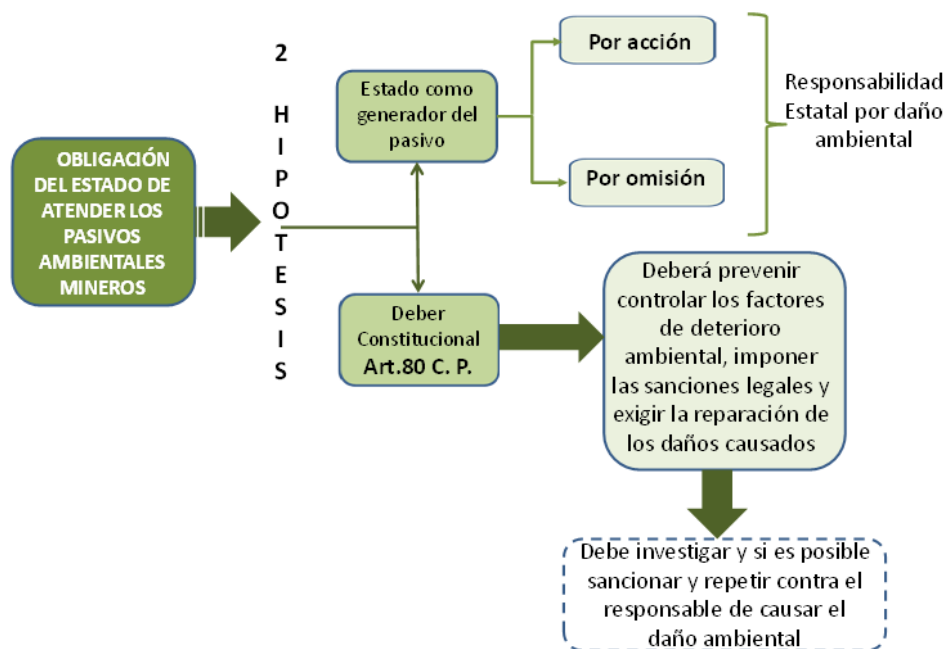 OBLIGACIÓN
DEL ESTADO DE
ATENDER LOS
PASIVOS
AMBIENTALES
MINEROS
2
H
I
P
O
T
E
S
I
S
Estado como
generador del
pasivo
Por acción
Por omisión
Responsabilidad
Estatal por daño
ambiental
Deber
Constitucional
Art.80 C. P.
Deberá prevenir
controlar los factores
de deterioro
ambiental, imponer
las sanciones legales y
exigir la reparación de
los daños causados
Debe investigar y si es posible
sancionar y repetir contra el
responsable de causar el
daño ambiental